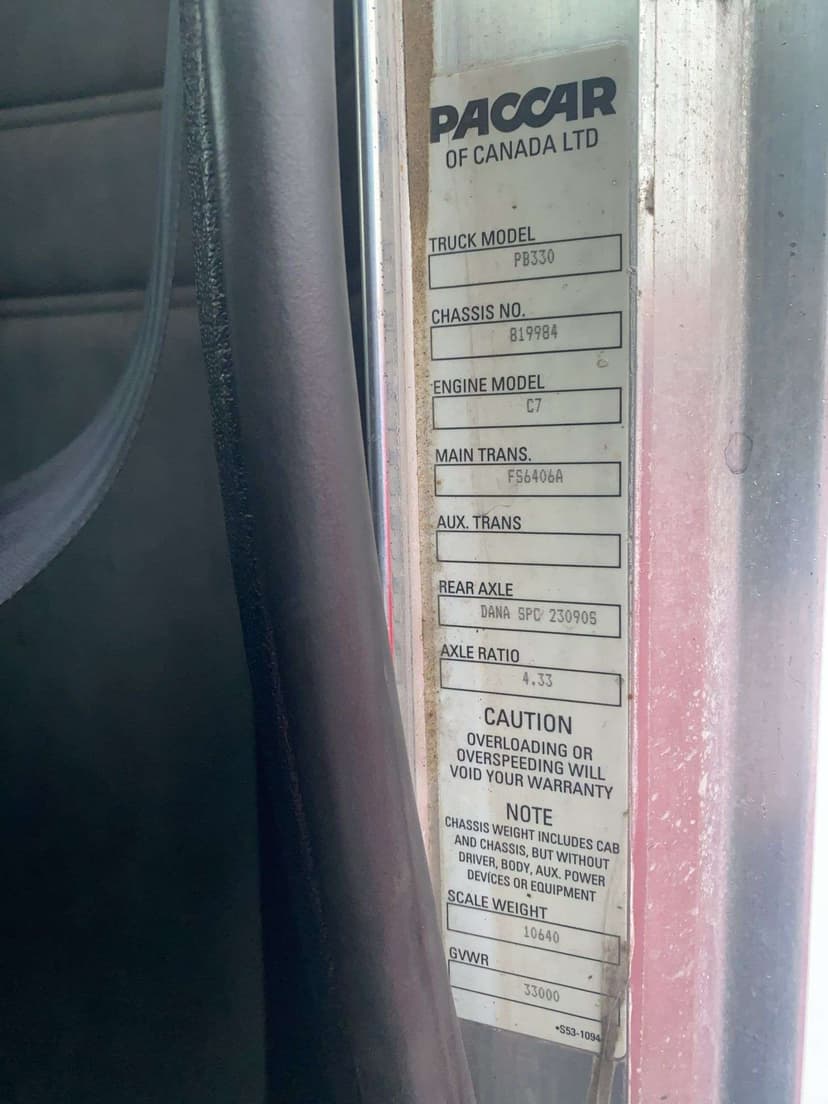 PACCAR
OF CANADA LTD
TRUCK MODEL
PB330
CHASSIS NO.
819984
ENGINE MODEL
C7
MAIN TRANS.
FS6406A
AUX. TRANS
REAR AXLE
DANA SPC 23090S
AXLE RATIO
4.33
CAUTION
OVERLOADING OR
OVERSPEEDING WILL
VOID YOUR WARRANTY
NOTE
CHASSIS WEIGHT INCLUDES CAB
AND CHASSIS, BUT WITHOUT
DRIVER, BODY, AUX. POWER
DEVICES OR EQUIPMENT
SCALE WEIGHT
10640
GVWR
33000
*S53-1094